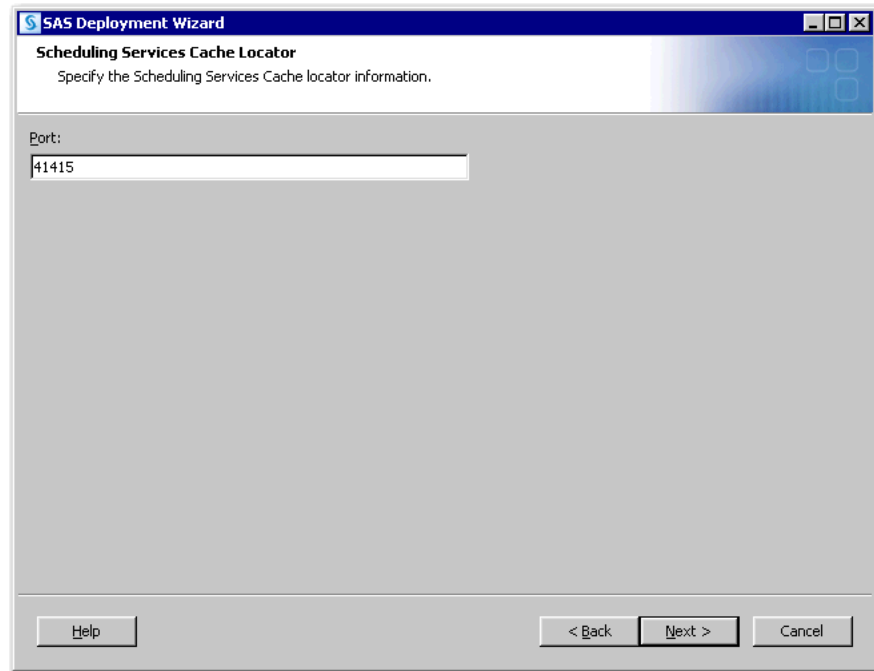 SAS Deployment Wizard
Scheduling Services Cache Locator
Specify the Scheduling Services Cache locator information.
Port:
41415
Help
< Back
Next >
Cancel